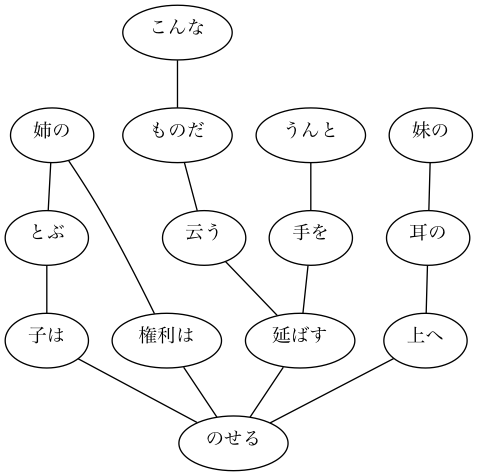 こんな
姉の
ものだ
うんと
妹の
とぶ
云う
手を
耳の
子は
権利は
延ばす
上へ
のせる